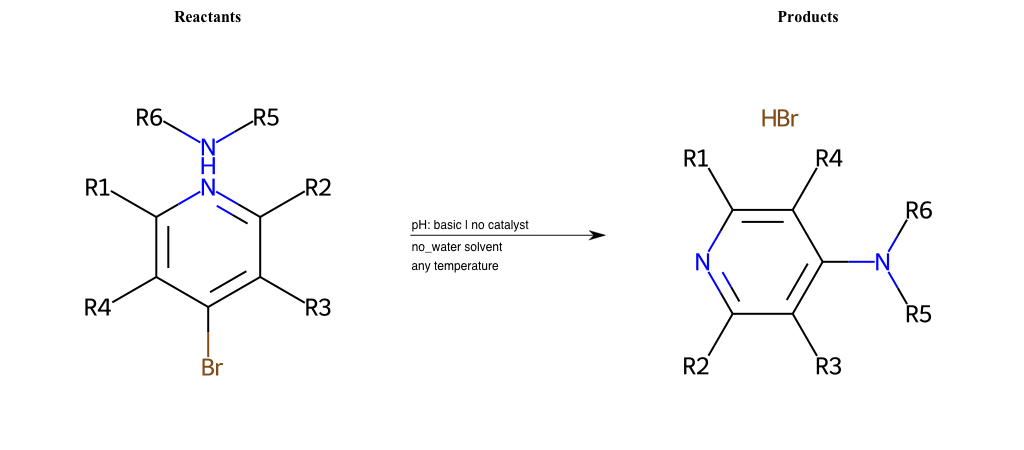 Reactants
Products
R6
R5
N
H
N
R1
R2
R4
R3
Br
pH: basic | no catalyst
no_water solvent
any temperature
HBr
R1
R4
R6
N
N
R5
R2
R3